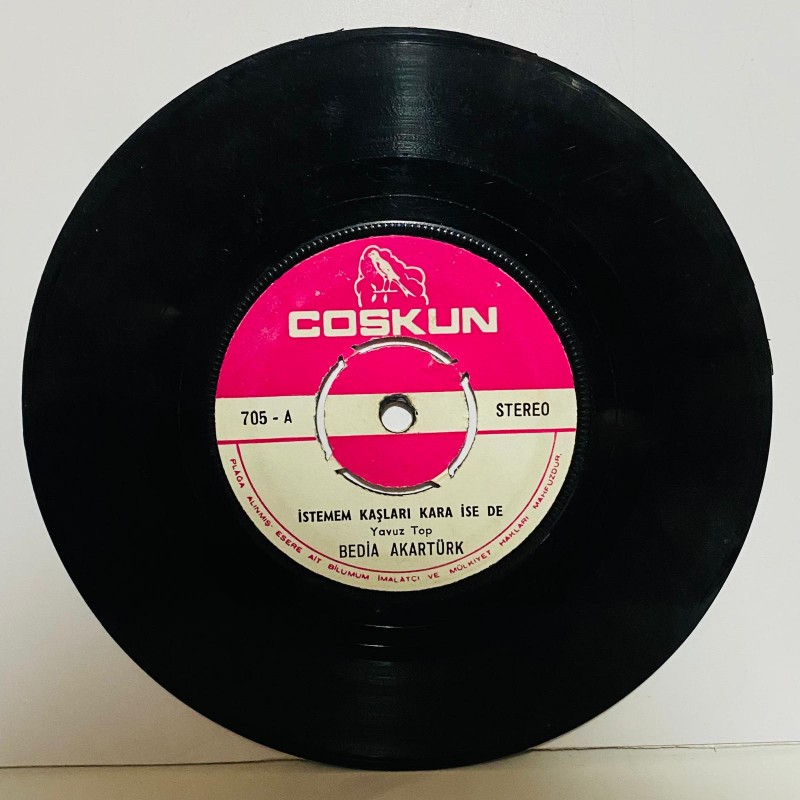 COSKUN
705 - A
STEREO
İSTEMEM KAŞLARI KARA İSE DE
Yavuz Top
BEDİA AKARTÜRK
PLAĞA ALINMIŞ ESERE AİT BİLUMUM İMALATÇI VE MÜLKİYET HAKLARI MAHFUZDUR.